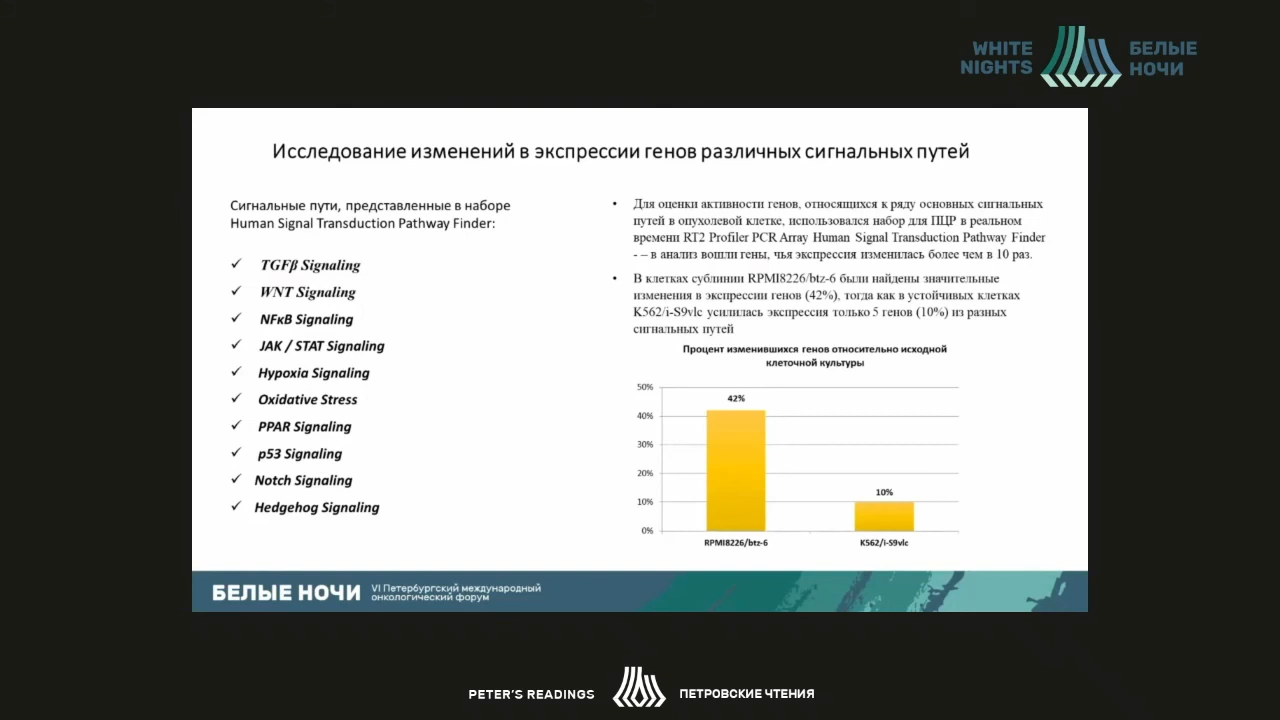 WHITE
NIGHTS
БЕЛЫЕ
НОЧИ
Исследование изменений в экспрессии генов различных сигнальных путей
Сигнальные пути, представленные в наборе
Human Signal Transduction Pathway Finder:
✓ TGFβ Signaling
✓ WNT Signaling
✓ NFκB Signaling
✓ JAK / STAT Signaling
✓ Hypoxia Signaling
✓ Oxidative Stress
✓ PPAR Signaling
✓ p53 Signaling
✓ Notch Signaling
✓ Hedgehog Signaling
• Для оценки активности генов, относящихся к ряду основных сигнальных
путей в опухолевой клетке, использовался набор для ПЦР в реальном
времени RT2 Profiler PCR Array Human Signal Transduction Pathway Finder
- – в анализ вошли гены, чья экспрессия изменилась более чем в 10 раз.
• В клетках сублинии RPMI8226/btz-6 были найдены значительные
изменения в экспрессии генов (42%), тогда как в устойчивых клетках
K562/i-S9vlc усилилась экспрессия только 5 генов (10%) из разных
сигнальных путей
Процент изменившихся генов относительно исходной
клеточной культуры
50%
40%
30%
20%
10%
0%
42%
10%
RPMI8226/btz-6
K562/i-S9vlc
БЕЛЫЕ НОЧИ
VI Петербургский международный
онкологический форум
PETER'S READINGS
ПЕТРОВСКИЕ ЧТЕНИЯ